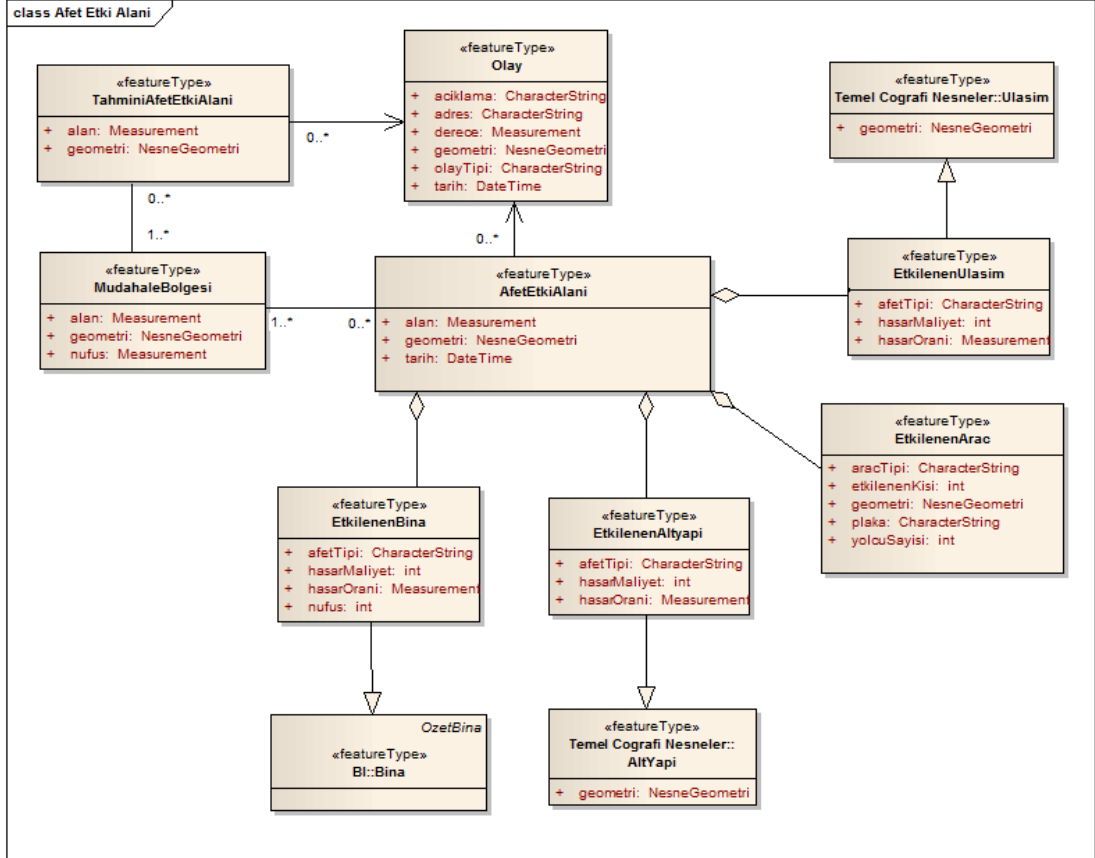 class Afet Etki Alani
«featureType»
TahminiAfetEtkiAlani
+ alan: Measurement
+ geometri: NesneGeometri
0..*
«featureType»
Olay
+ aciklama: CharacterString
+ adres: CharacterString
+ derece: Measurement
+ geometri: NesneGeometri
+ olayTipi: CharacterString
+ tarih: DateTime
«featureType»
Temel Cografi Nesneler::Ulasim
+ geometri: NesneGeometri
0..*
1..*
0..*
«featureType»
MudahaleBolgesi
+ alan: Measurement
+ geometri: NesneGeometri
+ nufus: Measurement
1..*
0..*
«featureType»
AfetEtkiAlani
+ alan: Measurement
+ geometri: NesneGeometri
+ tarih: DateTime
«featureType»
EtkilenenUlasim
+ afetTipi: CharacterString
+ hasarMaliyet: int
+ hasarOrani: Measurement
«featureType»
EtkilenenArac
+ aracTipi: CharacterString
+ etkilenenKisi: int
+ geometri: NesneGeometri
+ plaka: CharacterString
+ yolcuSayisi: int
«featureType»
EtkilenenBina
+ afetTipi: CharacterString
+ hasarMaliyet: int
+ hasarOrani: Measurement
+ nufus: int
«featureType»
EtkilenenAltyapi
+ afetTipi: CharacterString
+ hasarMaliyet: int
+ hasarOrani: Measurement
OzetBina
«featureType»
BI::Bina
«featureType»
Temel Cografi Nesneler::
AltYapi
+ geometri: NesneGeometri